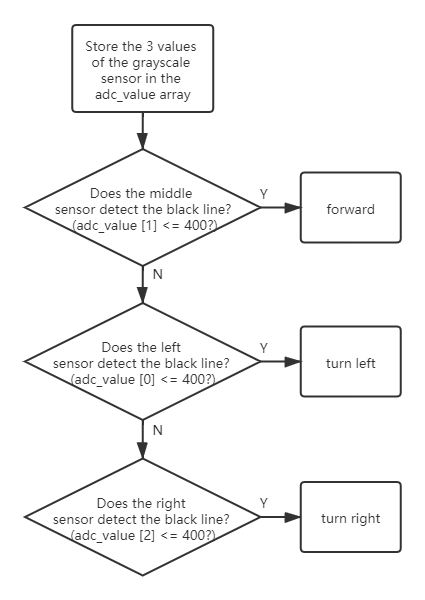 Store the 3 values
of the grayscale
sensor in the
adc_value array
Does the middle
sensor detect the black line?
(adc_value [1] <= 400?)
Y
forward
N
Does the left
sensor detect the black line?
(adc_value [0] <= 400?)
Y
turn left
N
Does the right
sensor detect the black line?
(adc_value [2] <= 400?)
Y
turn right